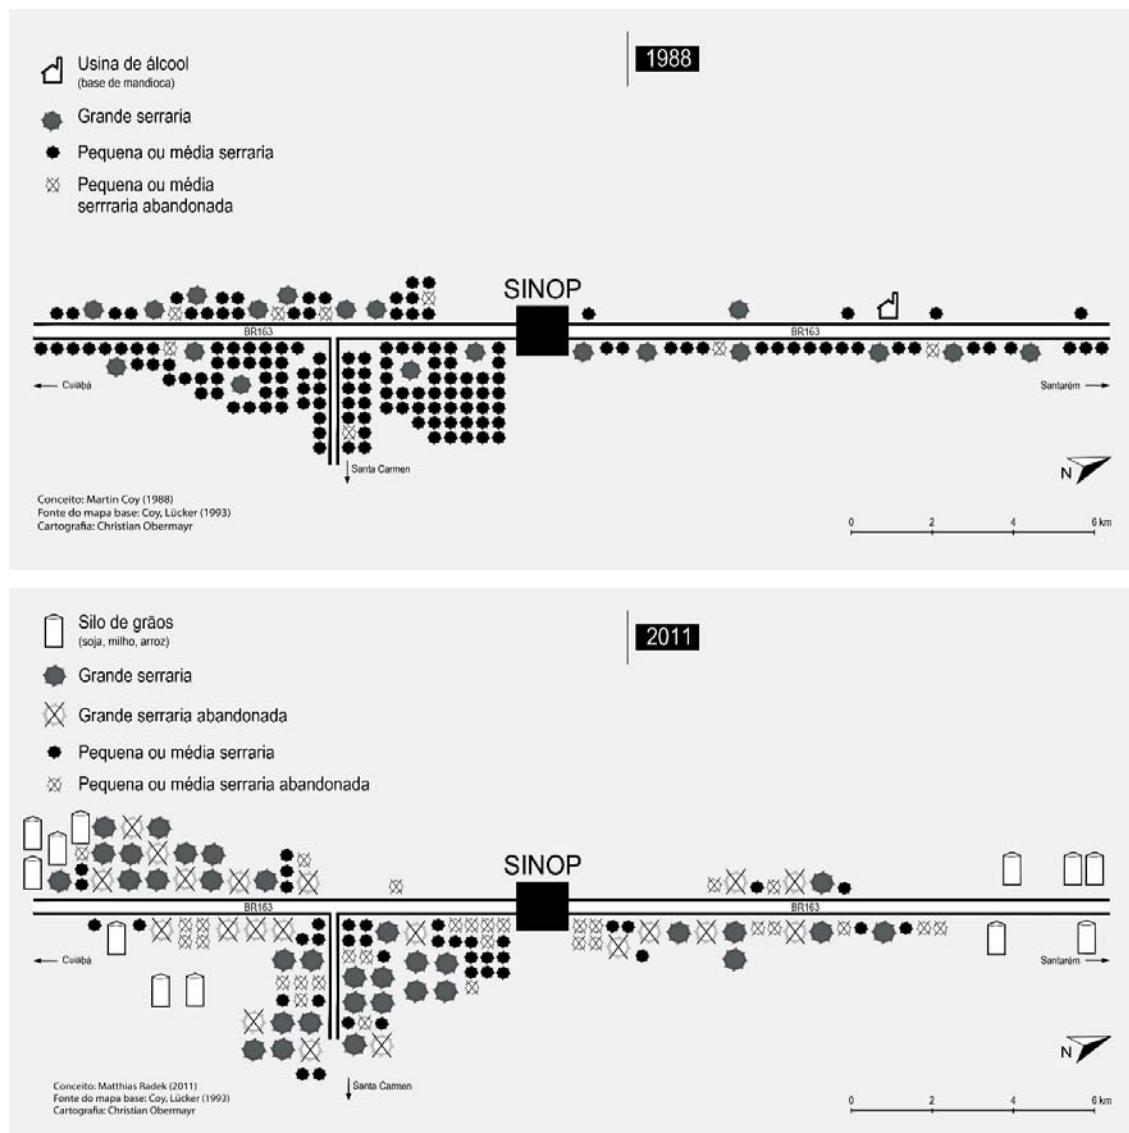 1988
Usina de álcool
(base de mandioca)
Grande serraria
Pequena ou média serraria
Pequena ou média
serrraria abandonada
SINOP
BR163
BR163
Cuiabá
Santarém
Santa Carmen
N
Conceito: Martin Coy (1988)
Fonte do mapa base: Coy, Lücker (1993)
Cartografia: Christian Obermayr
0 2 4 6 km
2011
Silo de grãos
(soja, milho, arroz)
Grande serraria
Grande serraria abandonada
Pequena ou média serraria
Pequena ou média serraria abandonada
SINOP
BR163
BR163
Cuiabá
Santarém
N
Santa Carmen
Conceito: Matthias Radek (2011)
Fonte do mapa base: Coy, Lücker (1993)
Cartografia: Christian Obermayr
0 2 4 6 km